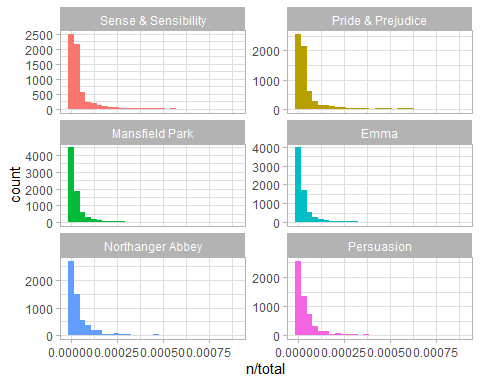 Sense & Sensibility
2500
2000
1500
1000
500
0
Pride & Prejudice
2000
1000
0
Mansfield Park
4000
3000
2000
1000
0
Emma
4000
3000
2000
1000
0
Northanger Abbey
2000
1000
0
Persuasion
2000
1000
0
count
0.00000 0.00025 0.00050 0.00075 0.00000 0.00025 0.00050 0.00075
n/total